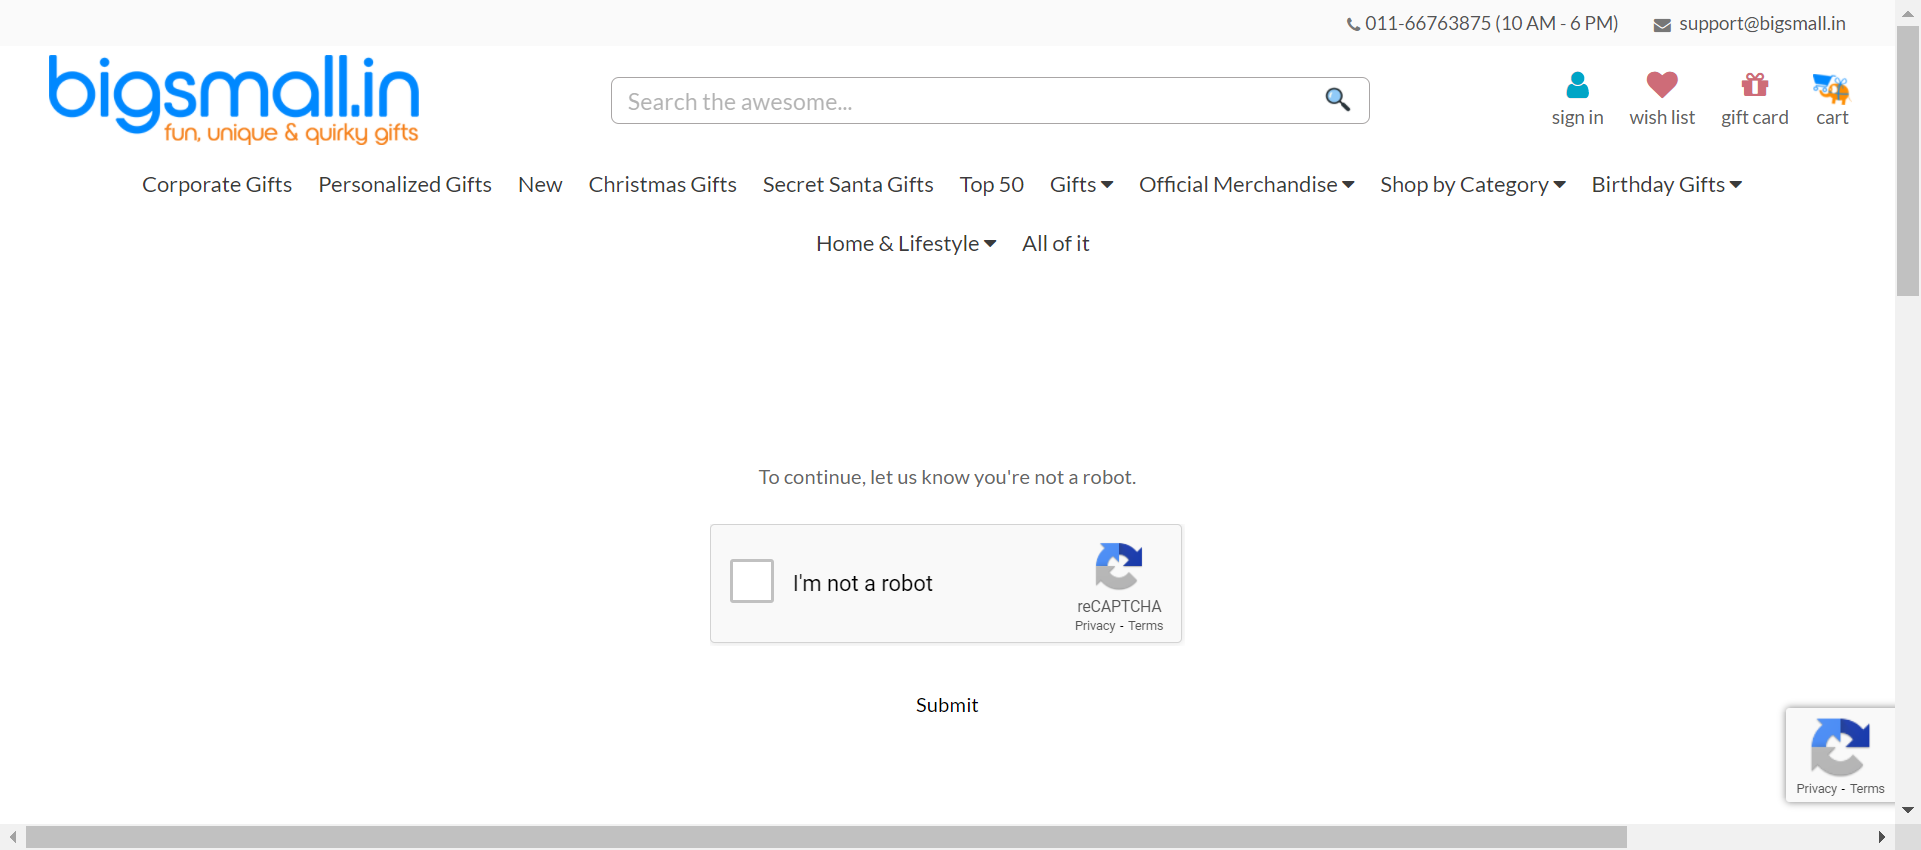 011-66763875 (10 AM - 6 PM) support@bigsmall.in
bigsmall.in
fun, unique & quirky gifts
Search the awesome...
sign in wish list gift card cart
Corporate Gifts Personalized Gifts New Christmas Gifts Secret Santa Gifts Top 50 Gifts Official Merchandise Shop by Category Birthday Gifts
Home & Lifestyle All of it
To continue, let us know you're not a robot.
I'm not a robot
reCAPTCHA
Privacy - Terms
Submit
Privacy - Terms